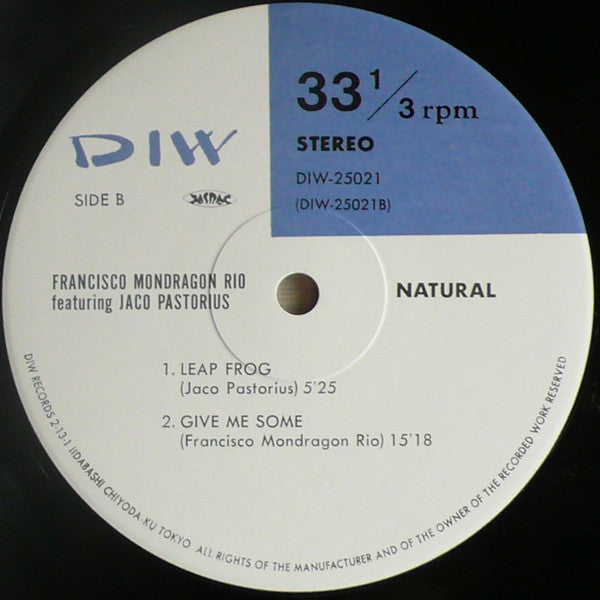 33 1/3 rpm
STEREO
DIW-25021
(DIW-25021B)
DIW
SIDE B
JASRAC
FRANCISCO MONDRAGON RIO
featuring JACO PASTORIUS
NATURAL
1. LEAP FROG
(Jaco Pastorius) 5'25
2. GIVE ME SOME
(Francisco Mondragon Rio) 15'18
DIW RECORDS 2-13-1 IIDABASHI CHIYODA-KU TOKYO ALL RIGHTS OF THE MANUFACTURER AND OF THE OWNER OF THE RECORDED WORK RESERVED